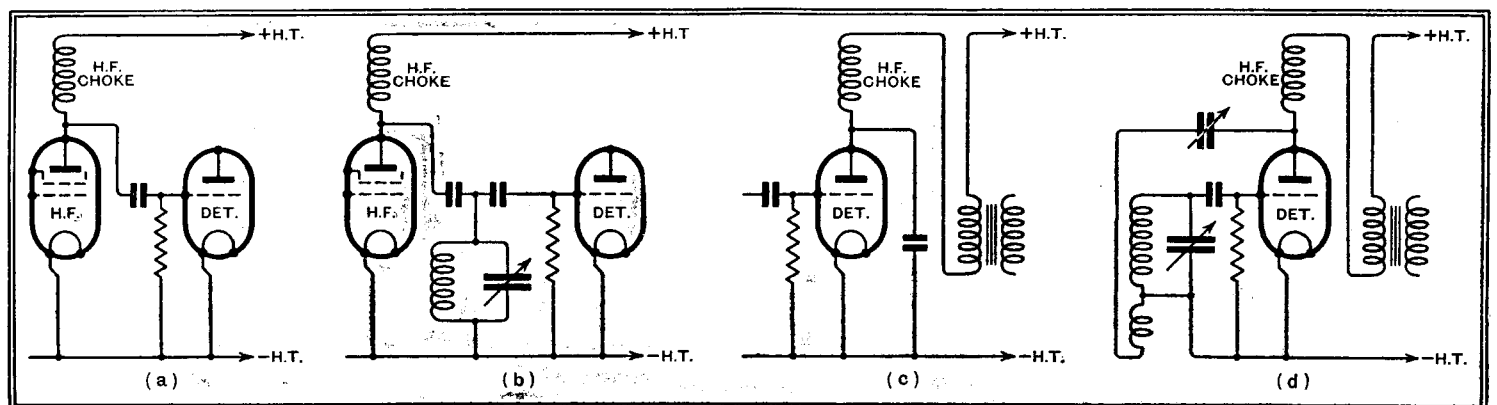 +H.T.
H.F.
CHOKE
H.F.
DET.
(a)
+H.T
H.F.
CHOKE
H.F.
DET.
-H.T.
(b)
-H.T.
+H.T.
H.F.
CHOKE
DET.
-H.T.
(c)
+H.T.
H.F.
CHOKE
DET.
-H.T.
(d)